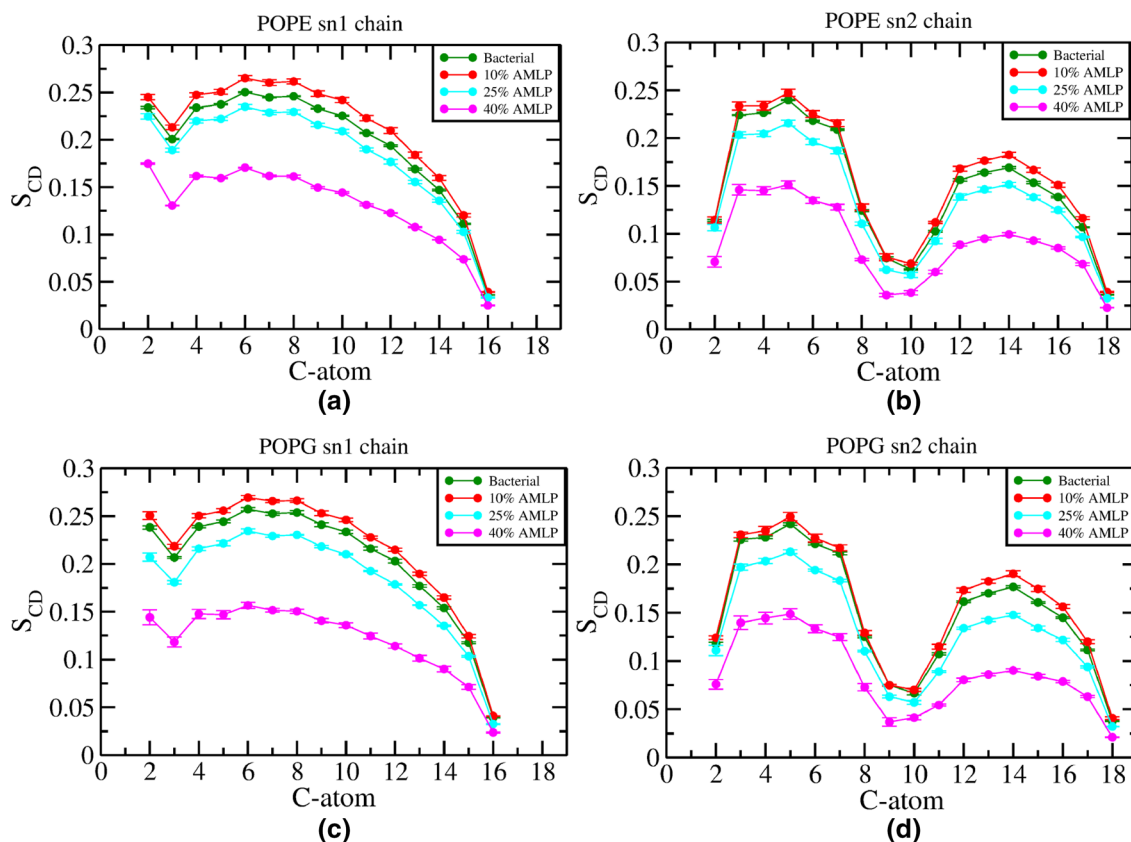 POPE sn1 chain
0.3
0.25
0.2
0.15
0.1
0.05
0
S_CD
Bacterial
10% AMLP
25% AMLP
40% AMLP
0 2 4 6 8 10 12 14 16 18
C-atom
(a)
POPE sn2 chain
0.3
0.25
0.2
0.15
0.1
0.05
0
S_CD
Bacterial
10% AMLP
25% AMLP
40% AMLP
0 2 4 6 8 10 12 14 16 18
C-atom
(b)
POPG sn1 chain
0.3
0.25
0.2
0.15
0.1
0.05
0
S_CD
Bacterial
10% AMLP
25% AMLP
40% AMLP
0 2 4 6 8 10 12 14 16 18
C-atom
(c)
POPG sn2 chain
0.3
0.25
0.2
0.15
0.1
0.05
0
S_CD
Bacterial
10% AMLP
25% AMLP
40% AMLP
0 2 4 6 8 10 12 14 16 18
C-atom
(d)